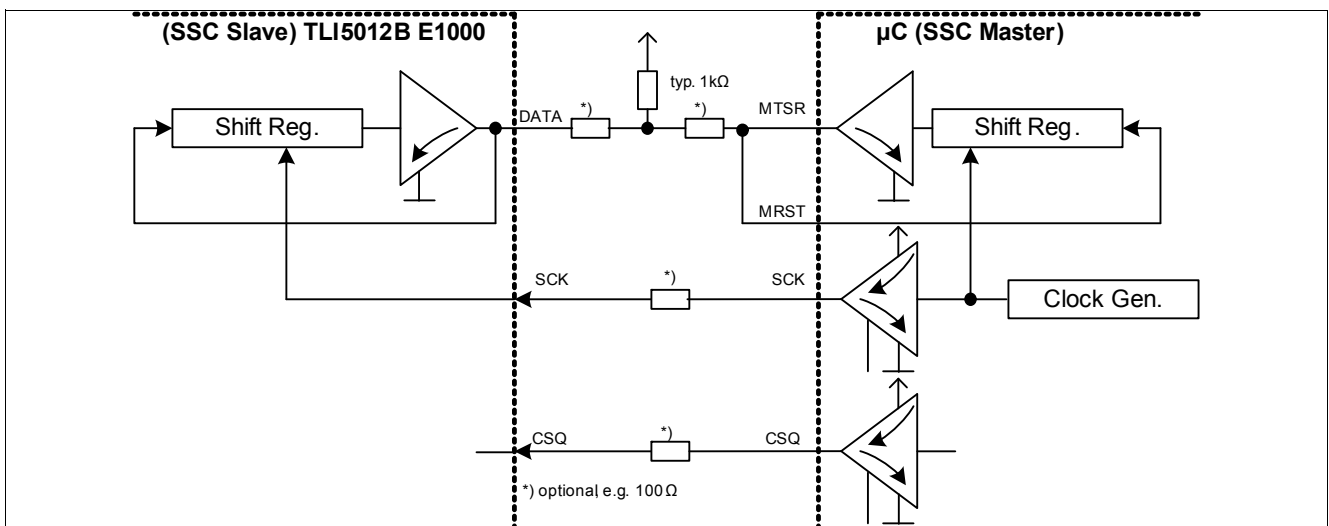 (SSC Slave) TLI5012B E1000
µC (SSC Master)
typ. 1kΩ
DATA
*)
*)
MTSR
Shift Reg.
Shift Reg.
MRST
SCK
*)
SCK
Clock Gen.
CSQ
*)
CSQ
*) optional, e.g. 100Ω